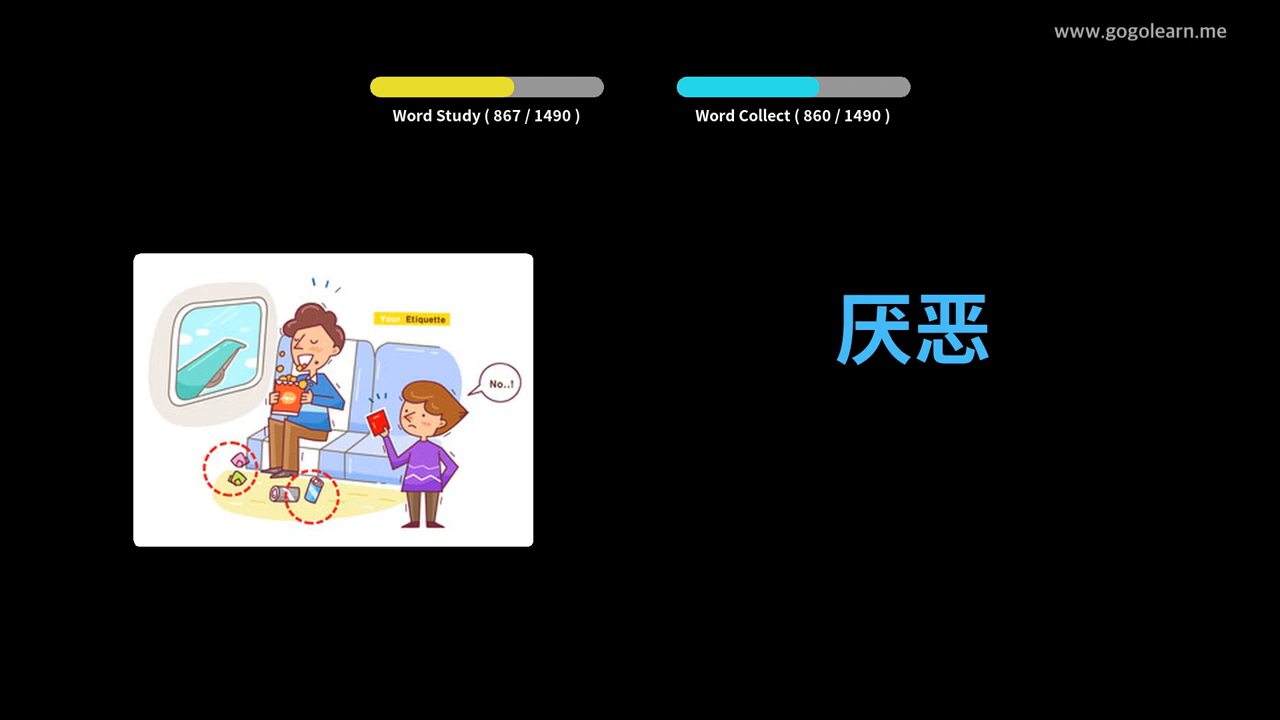 www.gogolearn.me
Word Study ( 867 / 1490 )
Word Collect ( 860 / 1490 )
Your Etiquette
No..!
厌恶